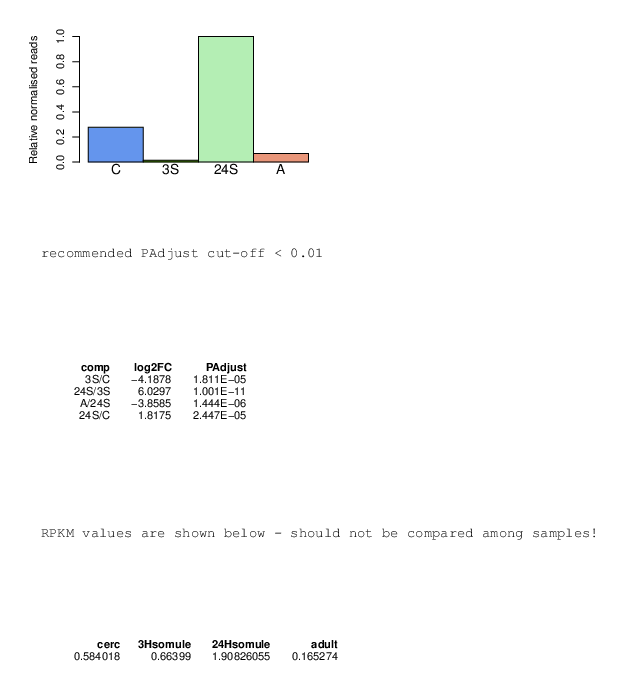 Relative normalised reads
1.0
0.8
0.6
0.4
0.2
0.0
C 3S 24S A
recommended PAdjust cut-off < 0.01
comp log2FC PAdjust
3S/C −4.1878 1.811E−05
24S/3S 6.0297 1.001E−11
A/24S −3.8585 1.444E−06
24S/C 1.8175 2.447E−05
RPKM values are shown below - should not be compared among samples!
cerc 3Hsomule 24Hsomule adult
0.584018 0.66399 1.90826055 0.165274